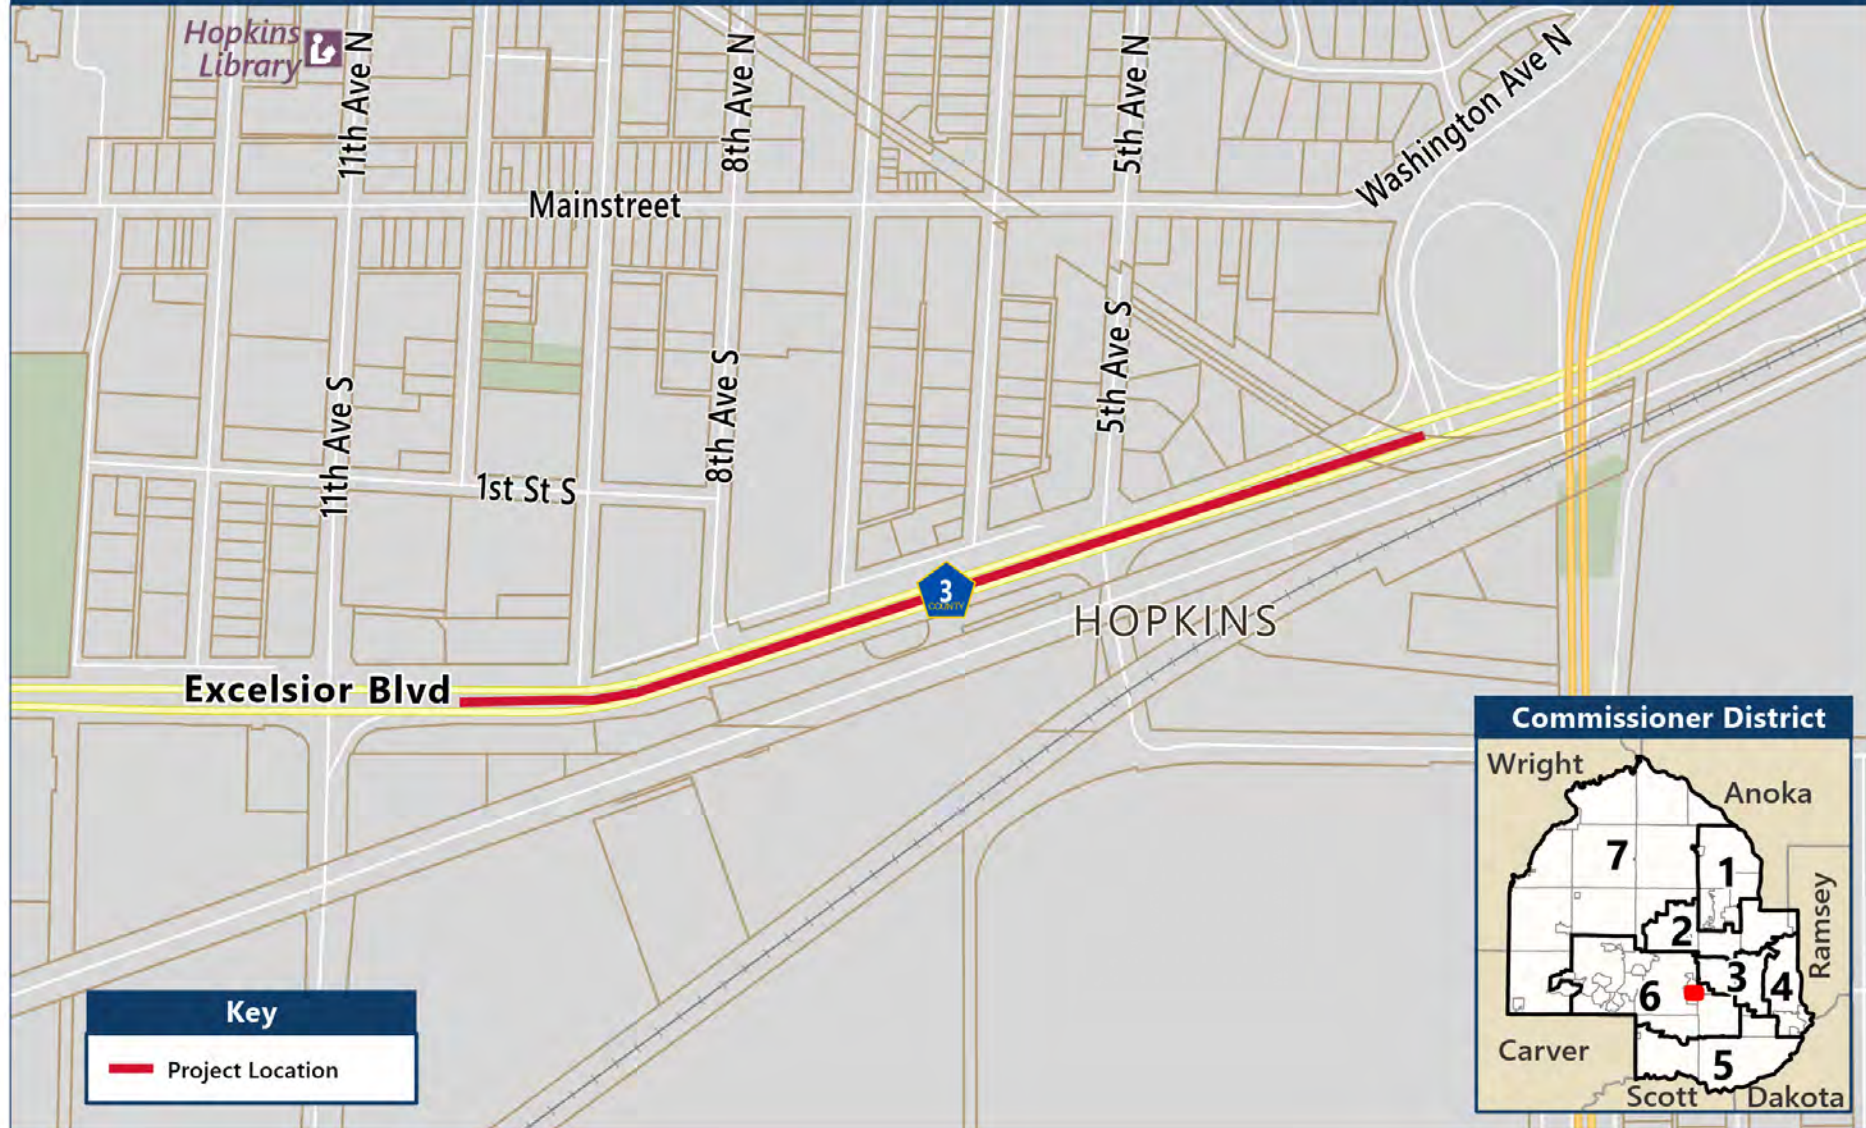 Hopkins
Library
11th Ave N
8th Ave N
5th Ave N
Washington Ave N
Mainstreet
11th Ave S
8th Ave S
5th Ave S
1st St S
3
COUNTY
HOPKINS
Excelsior Blvd
Key
Project Location
Commissioner District
Wright
Anoka
7
1
Ramsey
2
3
4
6
Carver
5
Scott
Dakota